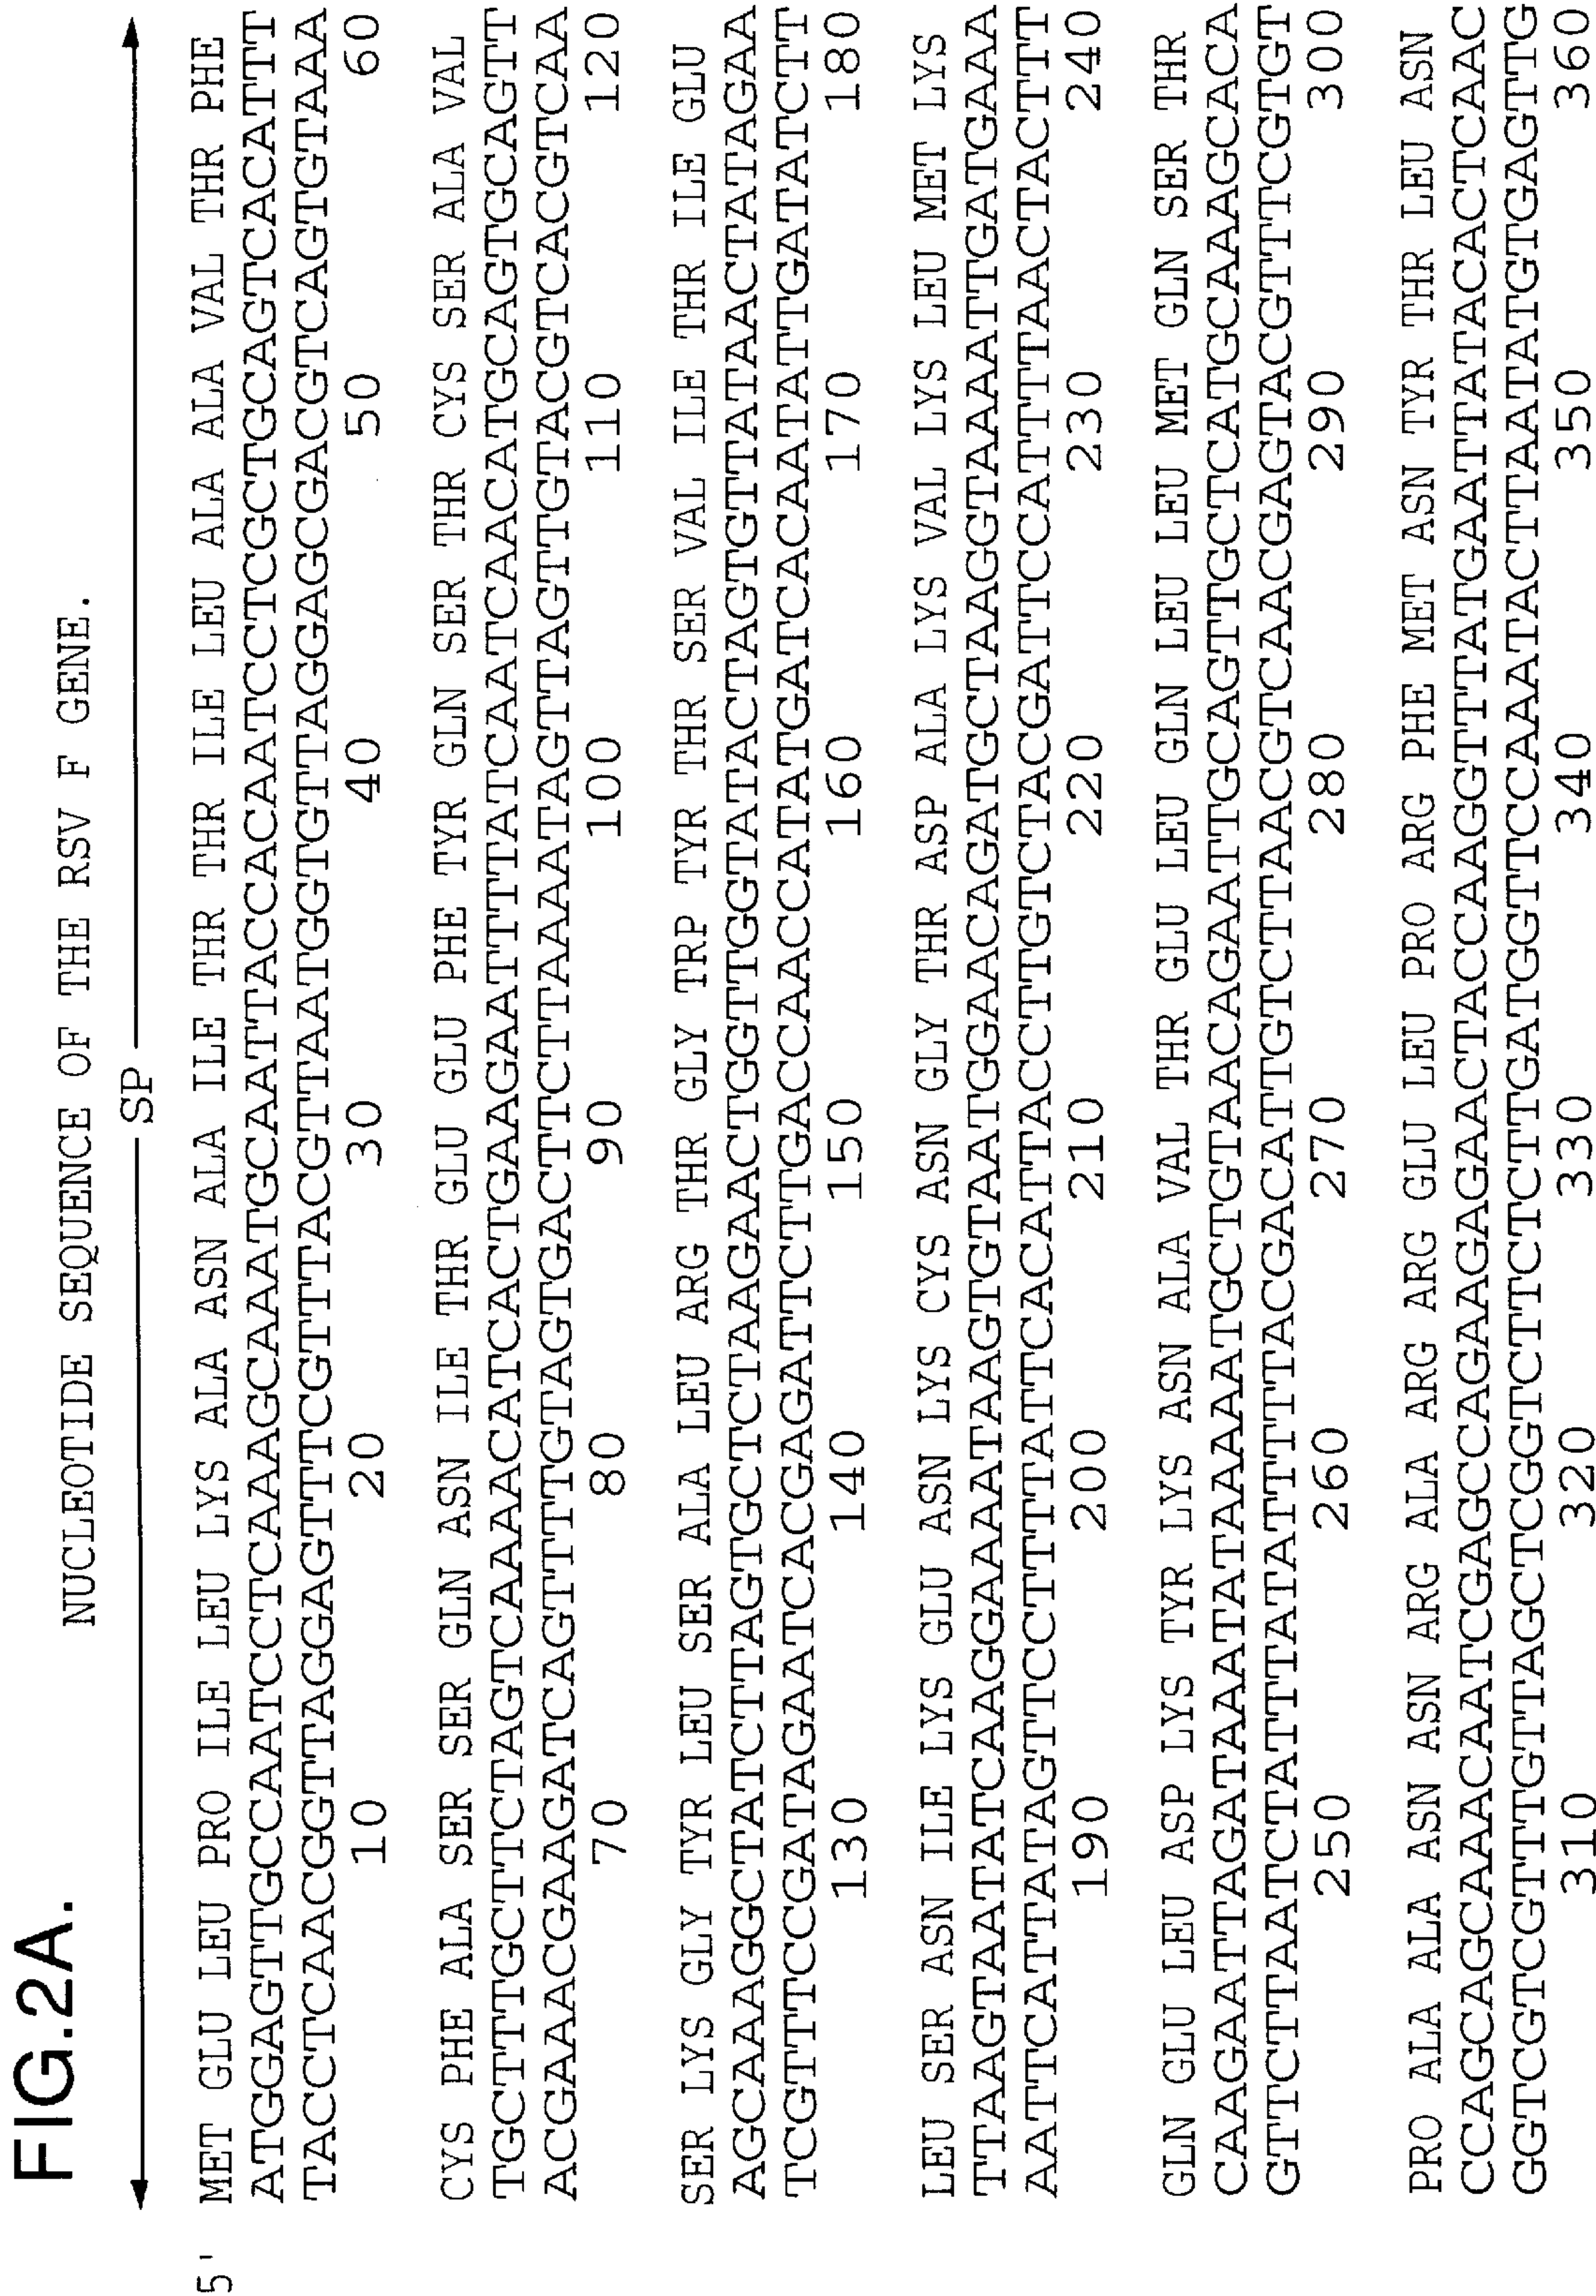 FIG.2A.
NUCLEOTIDE SEQUENCE OF THE RSV F GENE.
SP
5' MET GLU LEU PRO ILE LEU LYS ALA ASN ALA ILE THR THR ILE LEU ALA ALA VAL THR PHE
ATGGAGTTGCCAATCCTCAAAGCAAATGCAATTACCACAATCCTCGCTGCAGTCACATTT
TACCTCAACGGTTAGGAGTTTCGTTTACGTTAATGGTGTTAGGAGCGACGTCAGTGTAAA
10 20 30 40 50 60
CYS PHE ALA SER SER GLN ASN ILE THR GLU GLU PHE TYR GLN SER THR CYS SER ALA VAL
TGCTTTGCTTCTAGTCAAAACATCACTGAAGAATTTTATCAATCAACATGCAGTGCAGTT
ACGAAACGAAGATCAGTTTTGTAGTGACTTCTTAAAATAGTTAGTTGTACGTCACGTCAA
70 80 90 100 110 120
SER LYS GLY TYR LEU SER ALA LEU ARG THR GLY TRP TYR THR SER VAL ILE THR ILE GLU
AGCAAAGGCTATCTTAGTGCTCTAAGAACTGGTTGGTATACTAGTGTTATAACTATAGAA
TCGTTTCCGATAGAATCACGAGATTCTTGACCAACCATATGATCACAATATTGATATCTT
130 140 150 160 170 180
LEU SER ASN ILE LYS GLU ASN LYS CYS ASN GLY THR ASP ALA LYS VAL LYS LEU MET LYS
TTAAGTAATATCAAGGAAAATAAGTGTAATGGAACAGATGCTAAGGTAAAATTGATGAAA
AATTCATTATAGTTCCTTTTATTCACATTACCTTGTCTACGATTCCATTTTAACTACTTT
190 200 210 220 230 240
GLN GLU LEU ASP LYS TYR LYS ASN ALA VAL THR GLU LEU GLN LEU LEU MET GLN SER THR
CAAGAATTAGATAAATATAAAAATGCTGTAACAGAATTGCAGTTGCTCATGCAAAGCACA
GTTCTTAATCTATTTATATTTTTACGACATTGTCTTAACGTCAACGAGTACGTTTCGTGT
250 260 270 280 290 300
PRO ALA ALA ASN ASN ARG ALA ARG ARG GLU LEU PRO ARG PHE MET ASN TYR THR LEU ASN
CCAGCAGCAAACAATCGAGCCAGAAGAGAACTACCAAGGTTTATGAATTATACACTCAAC
GGTCGTCGTTTGTTAGCTCGGTCTTCTCTTGATGGTTCCAAATACTTAATATGTGAGTTG
310 320 330 340 350 360